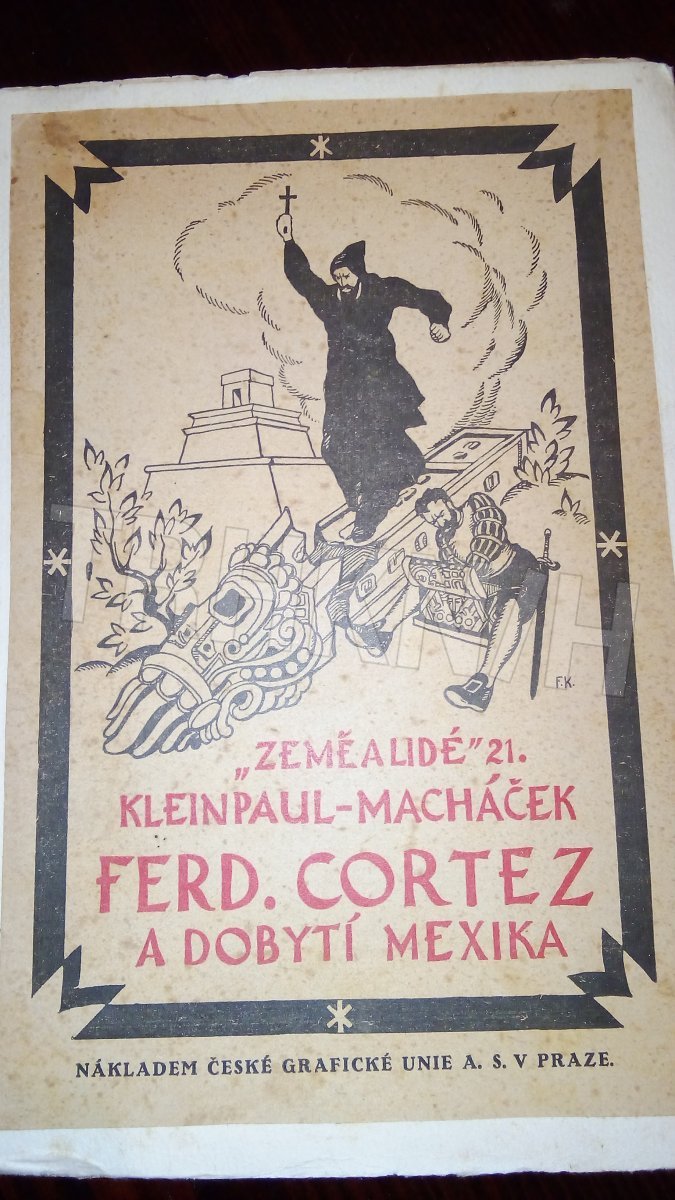 F.K.
„ZEMĚ A LIDÉ" 21.
KLEINPAUL-MACHÁČEK
FERD. CORTEZ
A DOBYTÍ MEXIKA
NÁKLADEM ČESKÉ GRAFICKÉ UNIE A. S. V PRAZE.